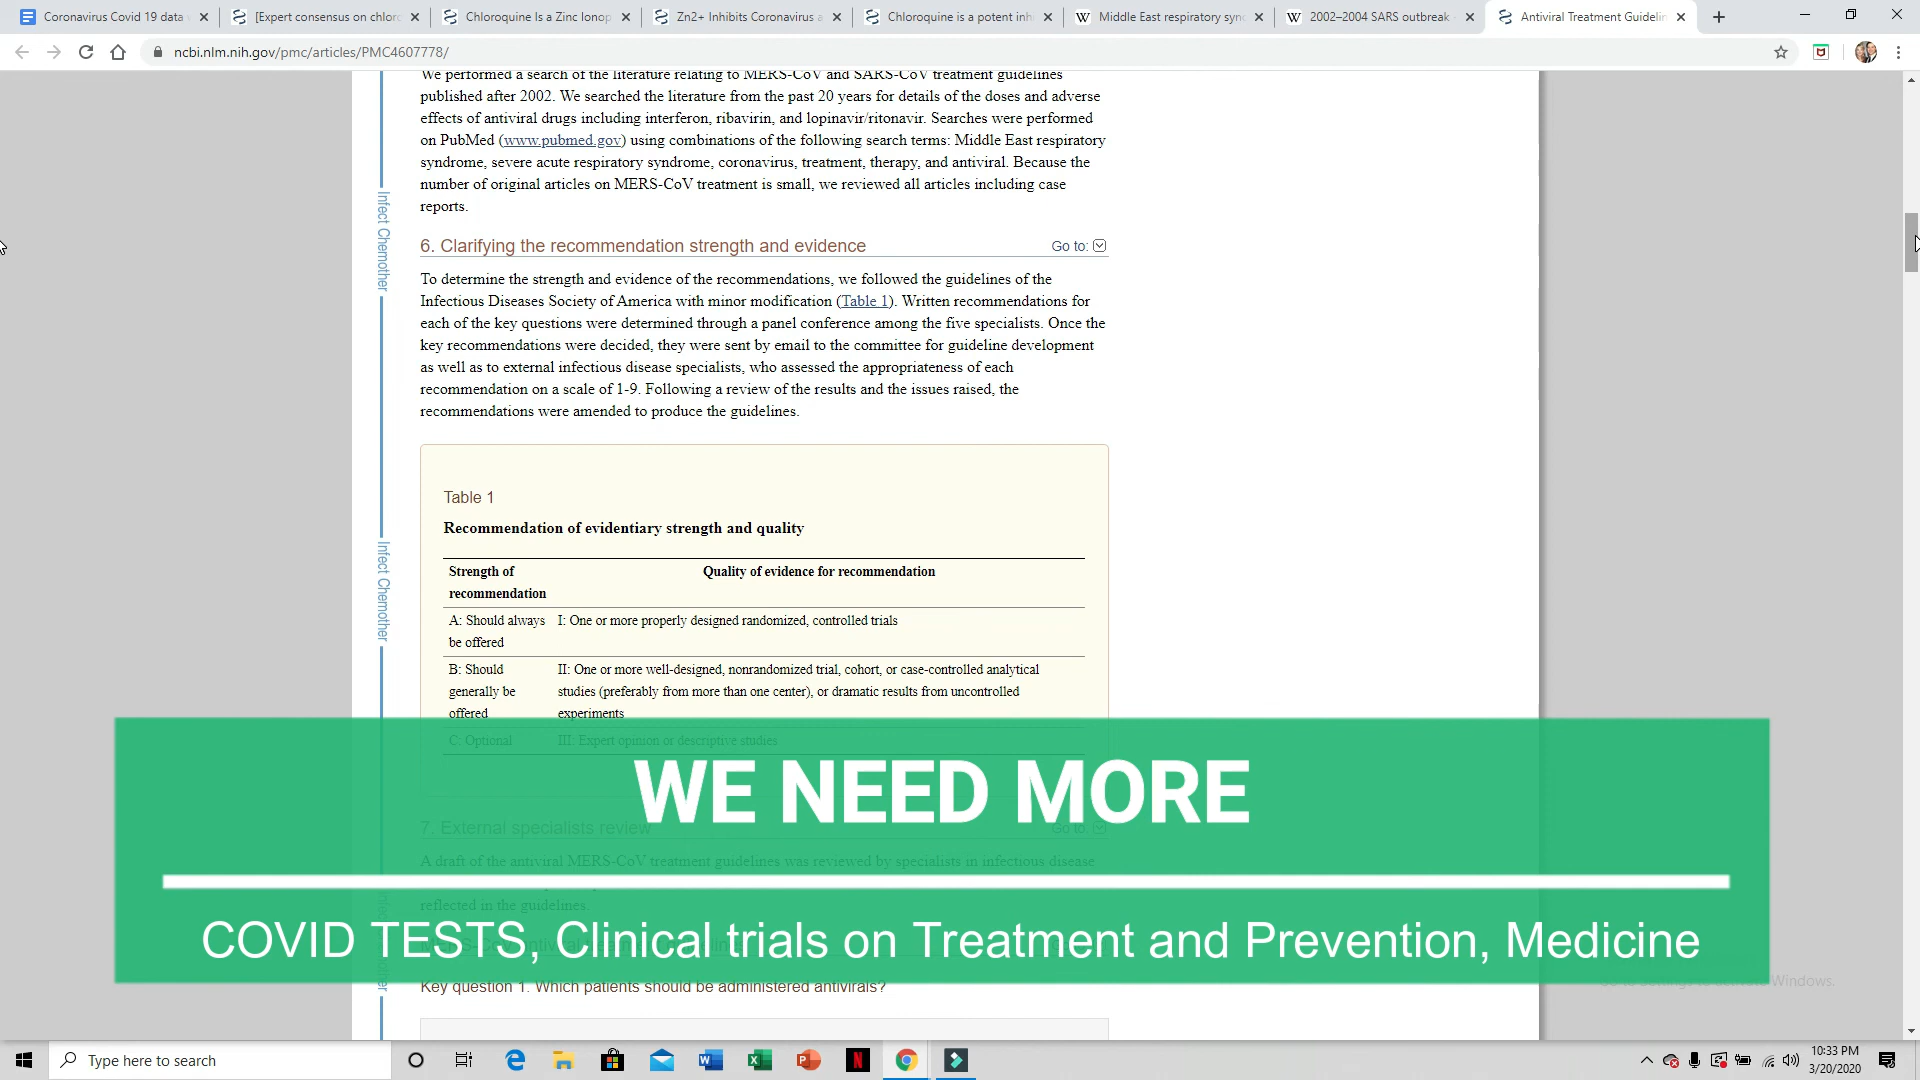 Coronavirus Covid 19 data
[Expert consensus on chloro
Chloroquine Is a Zinc Ionop
Zn2+ Inhibits Coronavirus a
Chloroquine is a potent inh
Middle East respiratory syn
2002–2004 SARS outbreak
Antiviral Treatment Guidelin
ncbi.nlm.nih.gov/pmc/articles/PMC4607778/
We performed a search of the literature relating to MERS-CoV and SARS-CoV treatment guidelines
published after 2002. We searched the literature from the past 20 years for details of the doses and adverse
effects of antiviral drugs including interferon, ribavirin, and lopinavir/ritonavir. Searches were performed
on PubMed (www.pubmed.gov) using combinations of the following search terms: Middle East respiratory
syndrome, severe acute respiratory syndrome, coronavirus, treatment, therapy, and antiviral. Because the
number of original articles on MERS-CoV treatment is small, we reviewed all articles including case
reports.
Infect Chemother
6. Clarifying the recommendation strength and evidence
Go to:
To determine the strength and evidence of the recommendations, we followed the guidelines of the
Infectious Diseases Society of America with minor modification (Table 1). Written recommendations for
each of the key questions were determined through a panel conference among the five specialists. Once the
key recommendations were decided, they were sent by email to the committee for guideline development
as well as to external infectious disease specialists, who assessed the appropriateness of each
recommendation on a scale of 1-9. Following a review of the results and the issues raised, the
recommendations were amended to produce the guidelines.
Table 1
Recommendation of evidentiary strength and quality
Infect Chemother
Strength of
recommendation
Quality of evidence for recommendation
A: Should always
be offered
I: One or more properly designed randomized, controlled trials
B: Should
generally be
offered
II: One or more well-designed, nonrandomized trial, cohort, or case-controlled analytical
studies (preferably from more than one center), or dramatic results from uncontrolled
experiments
C: Optional
III: Expert opinion or descriptive studies
WE NEED MORE
7. External specialists review
Go to:
A draft of the antiviral MERS-CoV treatment guidelines was reviewed by specialists in infectious disease
reflected in the guidelines.
COVID TESTS, Clinical trials on Treatment and Prevention, Medicine
Windows.
Key question 1. Which patients should be administered antivirals?
Type here to search
10:33 PM
3/20/2020